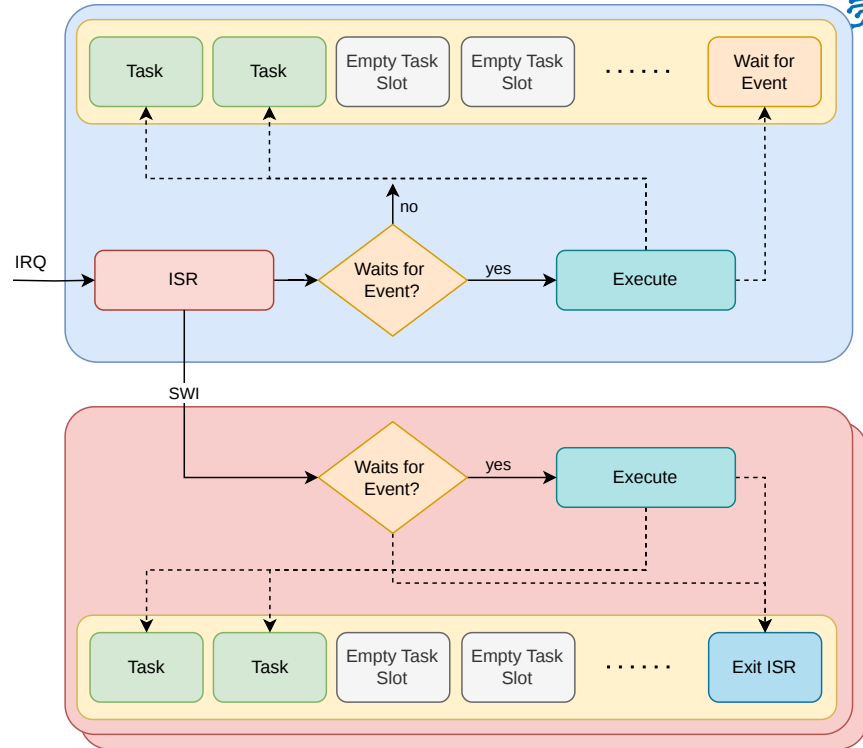 Task
Task
Empty Task
Slot
Empty Task
Slot
· · · · · ·
Wait for
Event
no
IRQ
ISR
Waits for
Event?
yes
Execute
SWI
Waits for
Event?
yes
Execute
Task
Task
Empty Task
Slot
Empty Task
Slot
· · · · · ·
Exit ISR